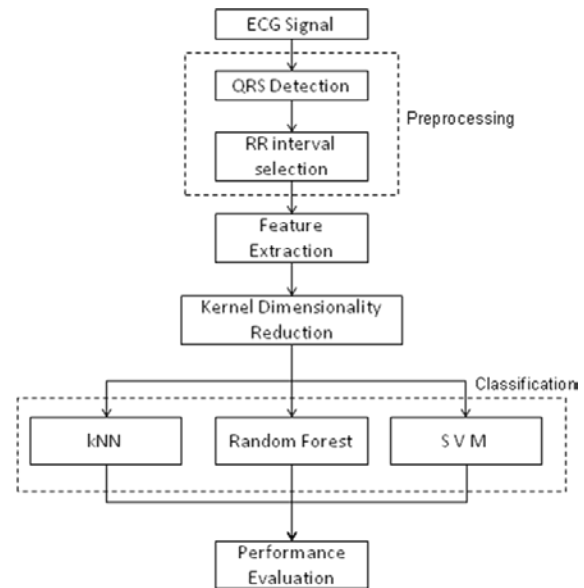 ECG Signal
QRS Detection
Preprocessing
RR interval
selection
Feature
Extraction
Kernel Dimensionality
Reduction
Classification
kNN
Random Forest
S V M
Performance
Evaluation